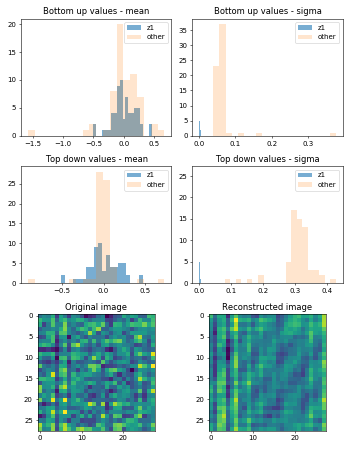 Bottom up values - mean
Bottom up values - sigma
z1
other
z1
other
20
15
10
5
0
−1.5 −1.0 −0.5 0.0 0.5
35
30
25
20
15
10
5
0
0.0 0.1 0.2 0.3
Top down values - mean
Top down values - sigma
z1
other
z1
other
25
20
15
10
5
0
−0.5 0.0 0.5
25
20
15
10
5
0
0.0 0.1 0.2 0.3 0.4
Original image
Reconstructed image
0
5
10
15
20
25
0 10 20
0
5
10
15
20
25
0 10 20